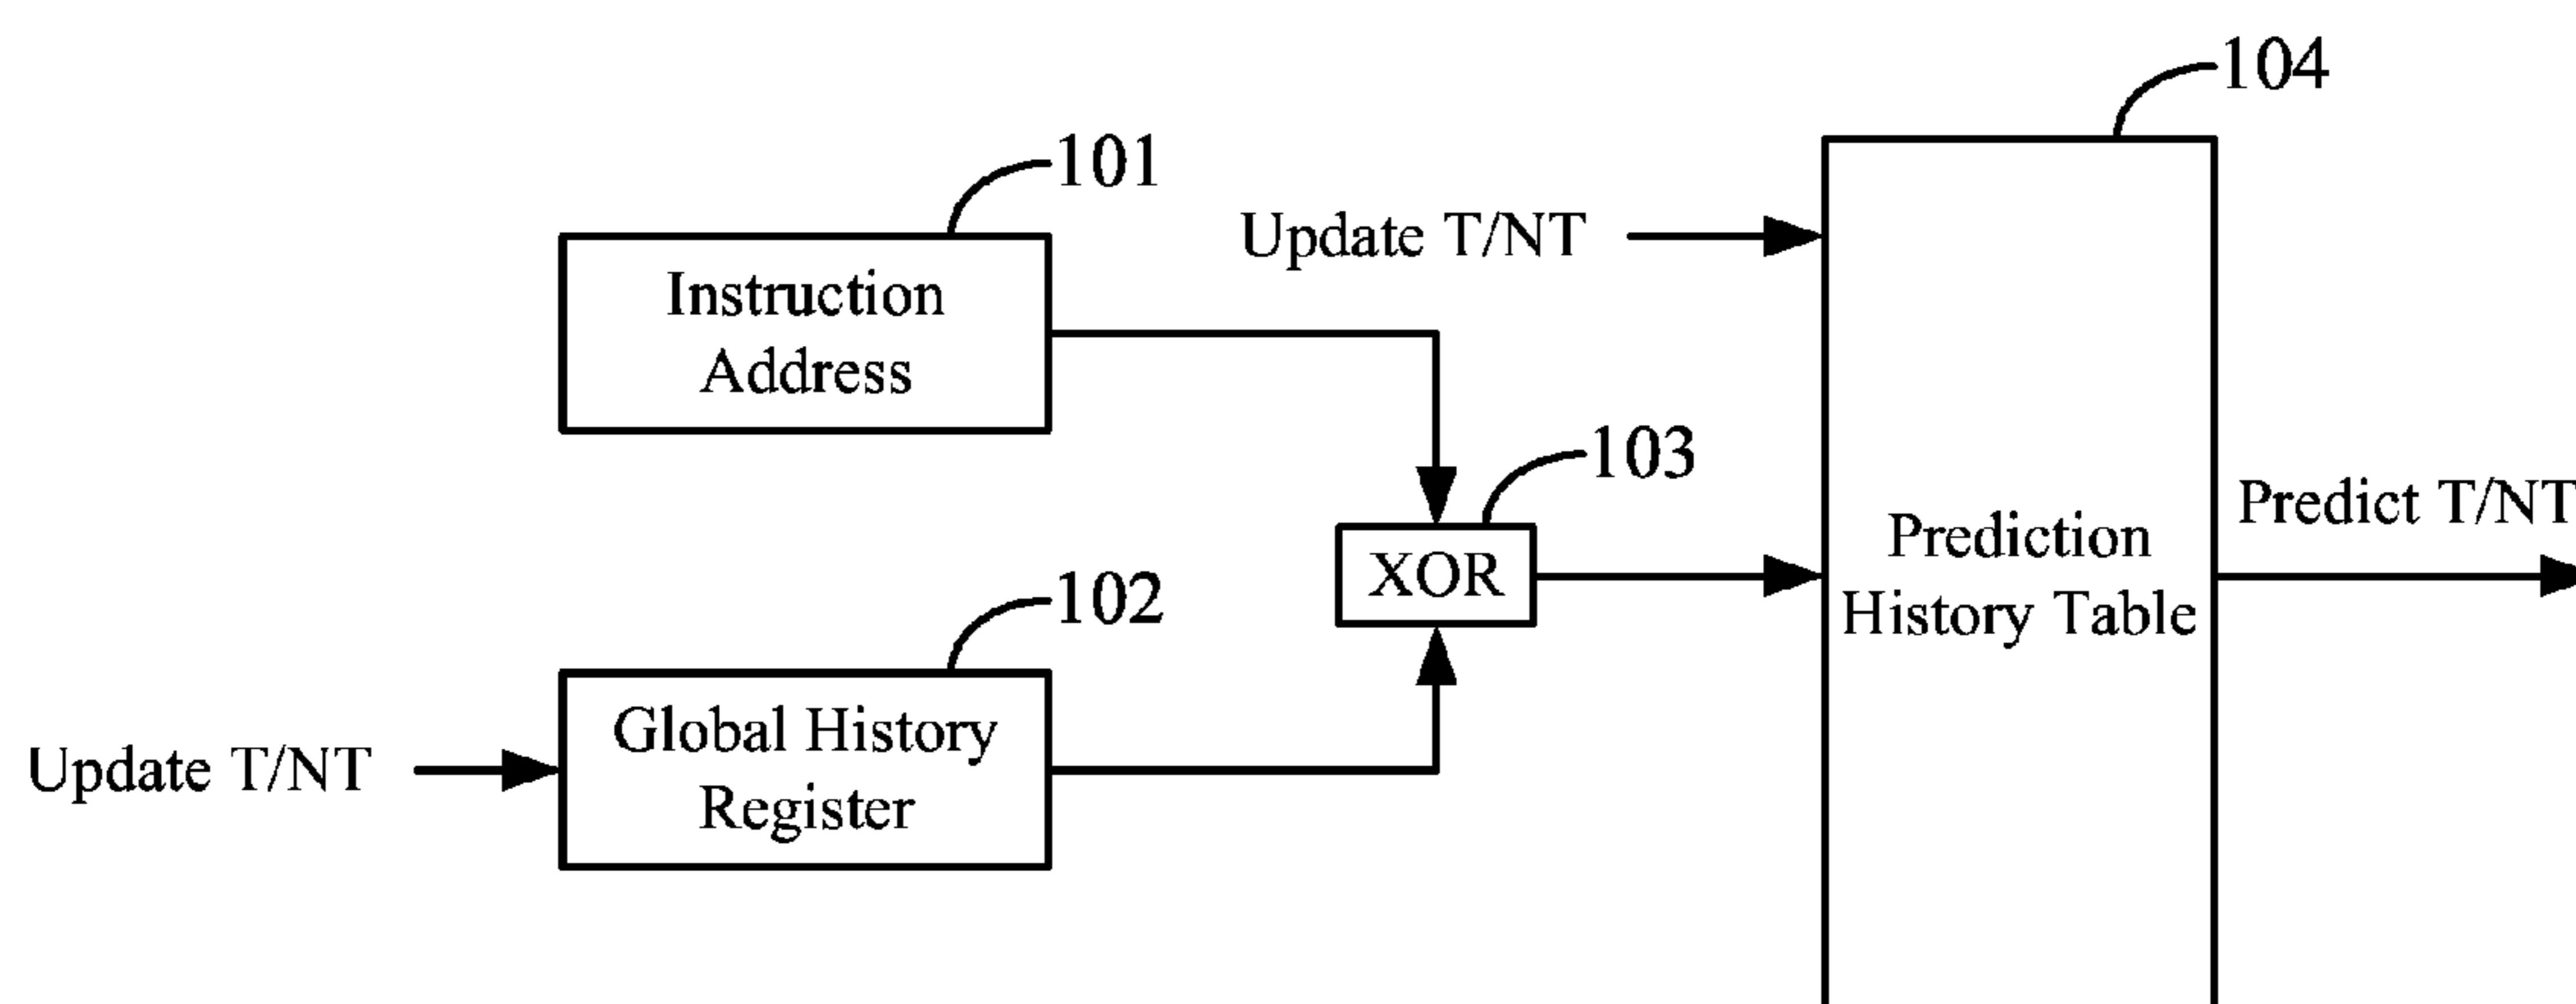 104
101
Update T/NT
Instruction
Address
103
Predict T/NT
XOR
Prediction
History Table
102
Global History
Register
Update T/NT